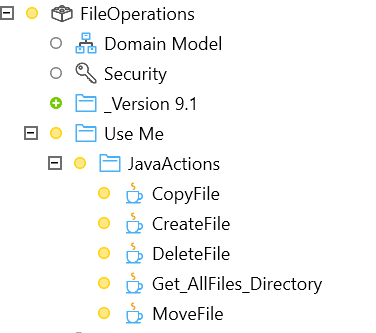 FileOperations
Domain Model
Security
_Version 9.1
Use Me
JavaActions
CopyFile
CreateFile
DeleteFile
Get_AllFiles_Directory
MoveFile